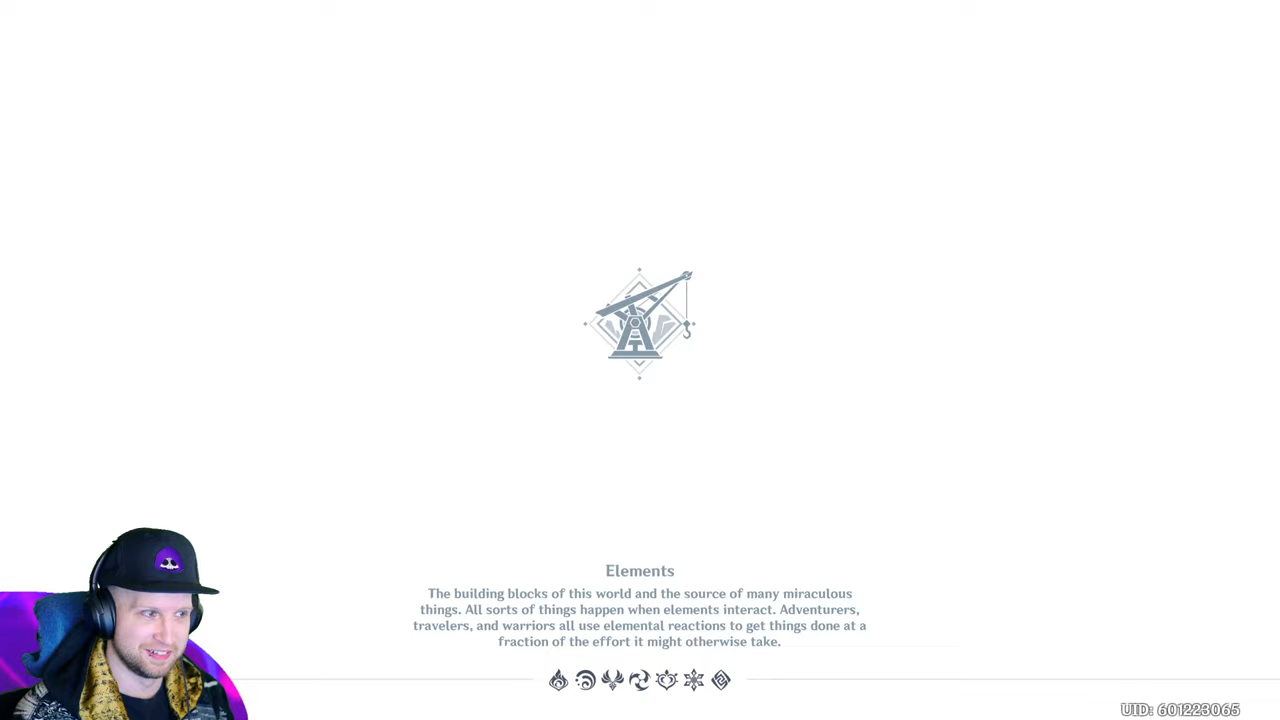 Elements
The building blocks of this world and the source of many miraculous
things. All sorts of things happen when elements interact. Adventurers,
travelers, and warriors all use elemental reactions to get things done at a
fraction of the effort it might otherwise take.
UID: 601223065